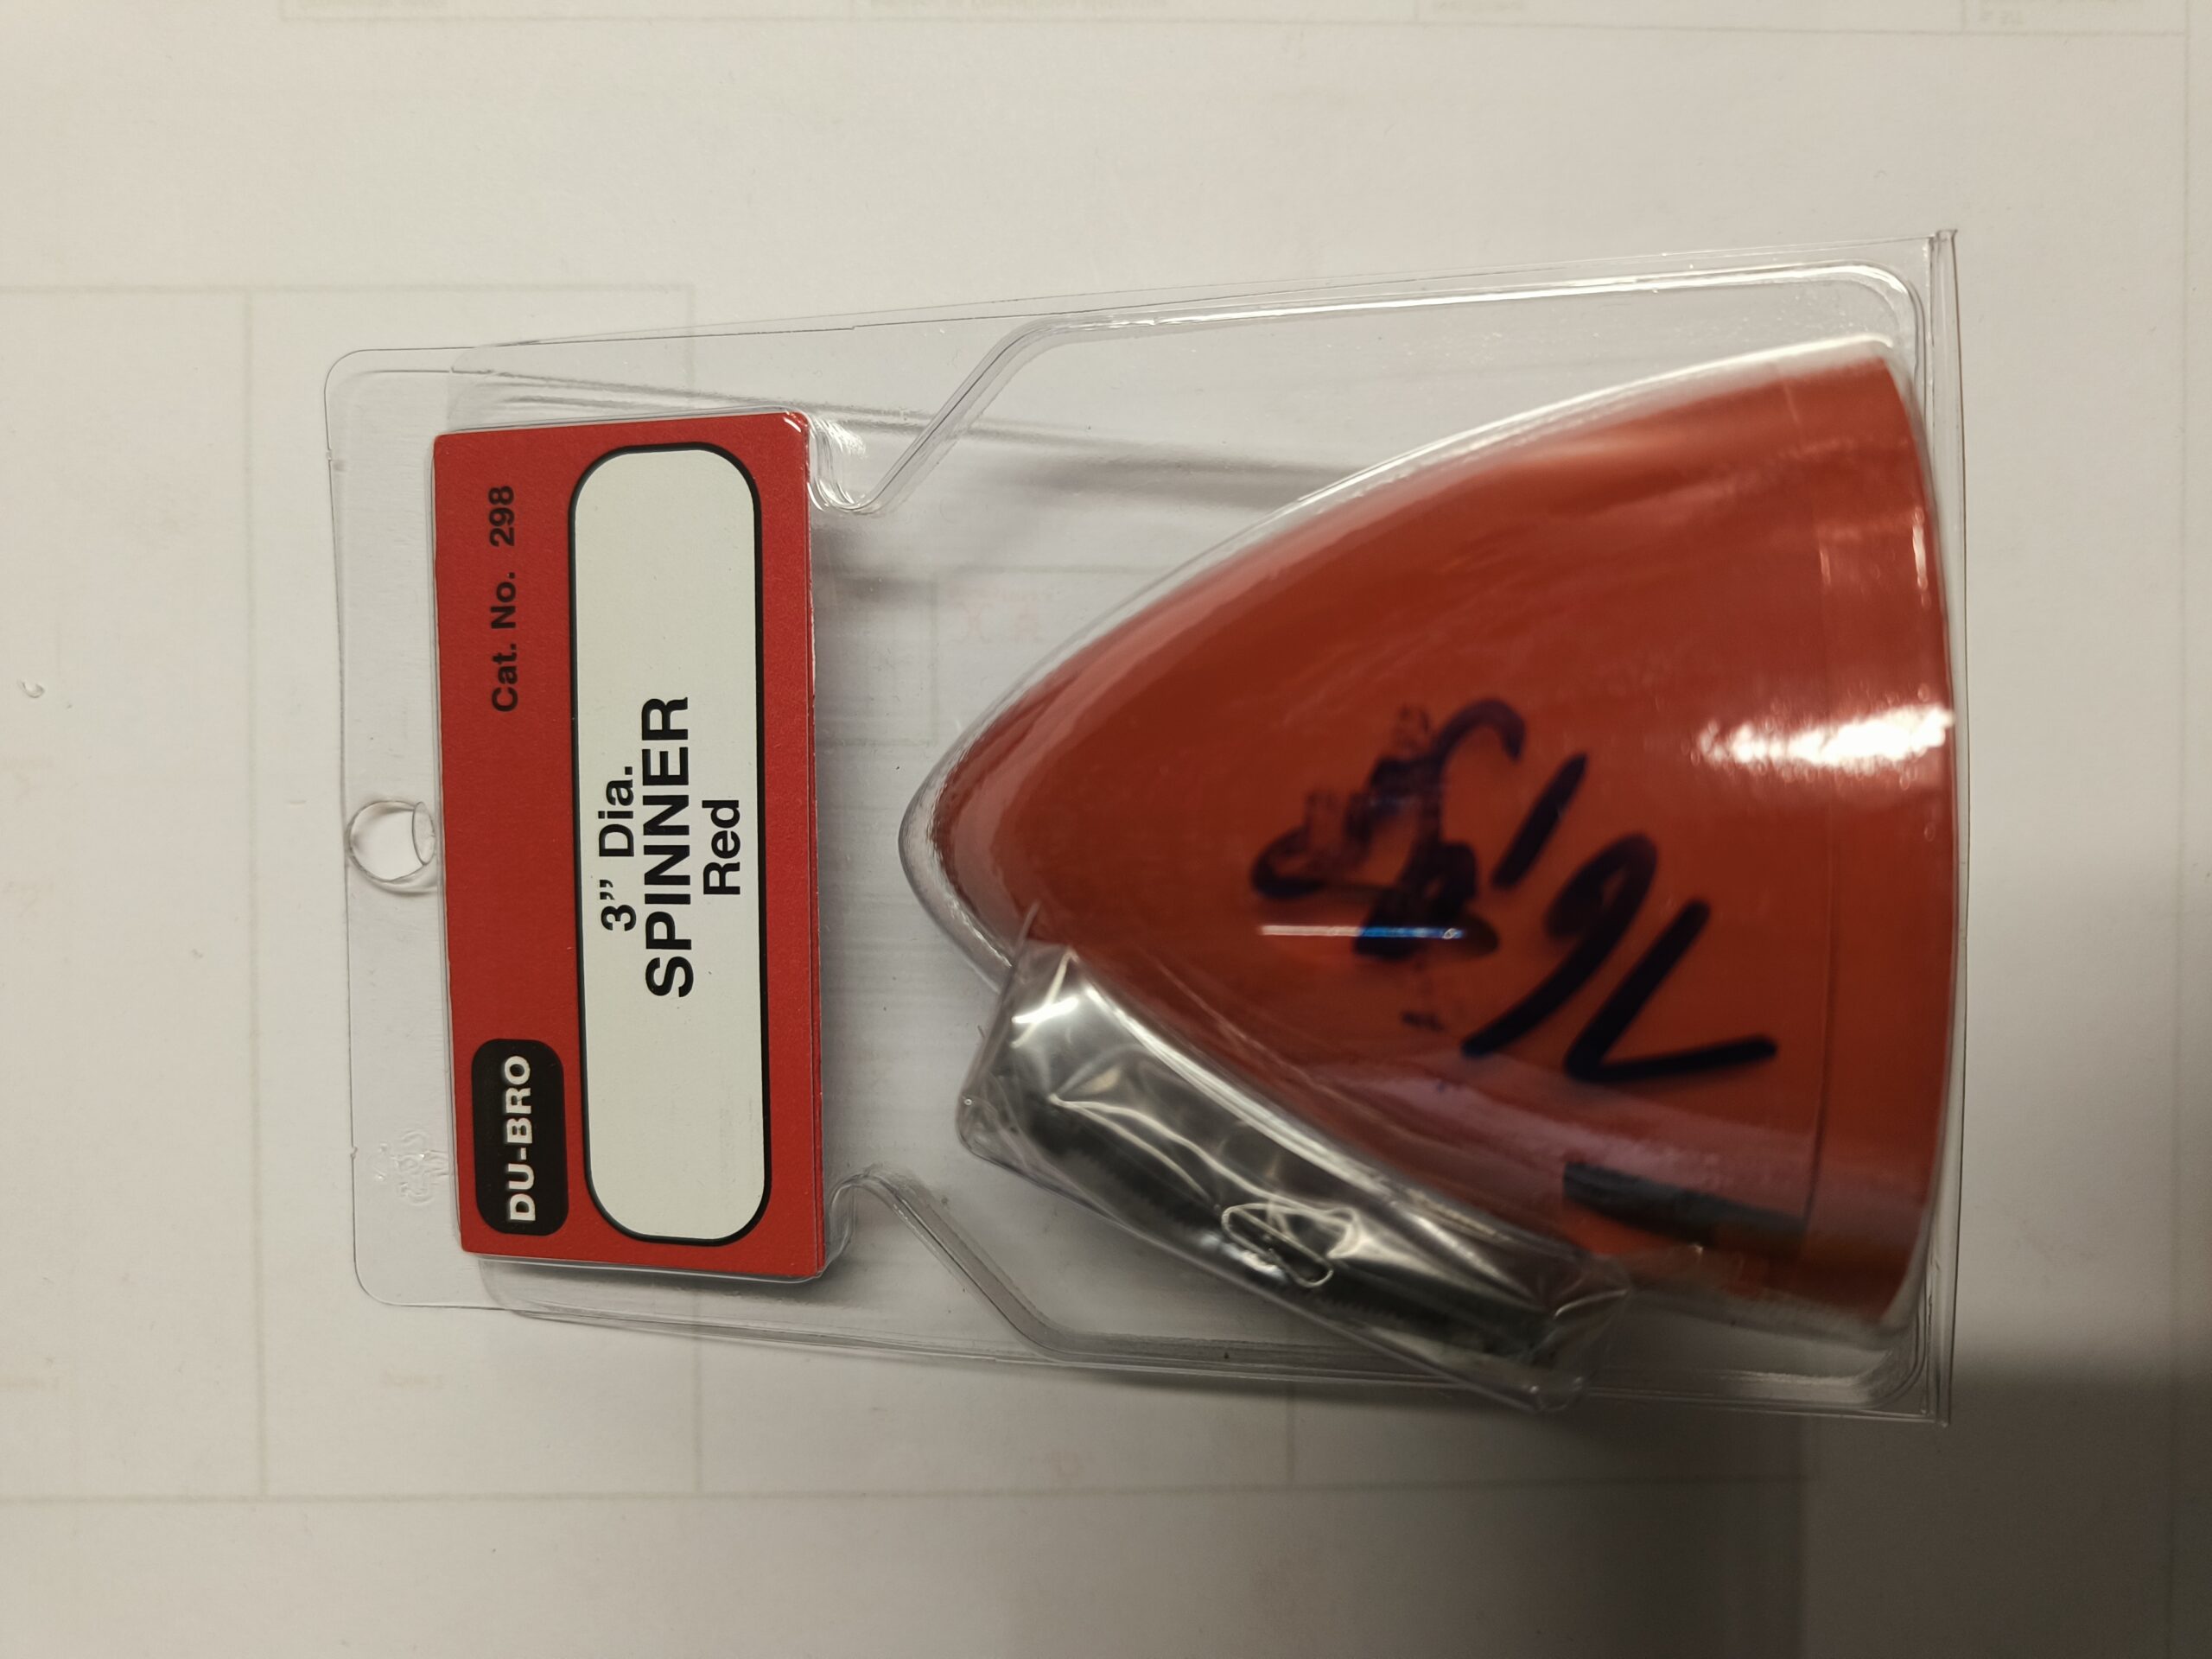 DU-BRO
Cat. No. 298
3” Dia.
SPINNER
Red